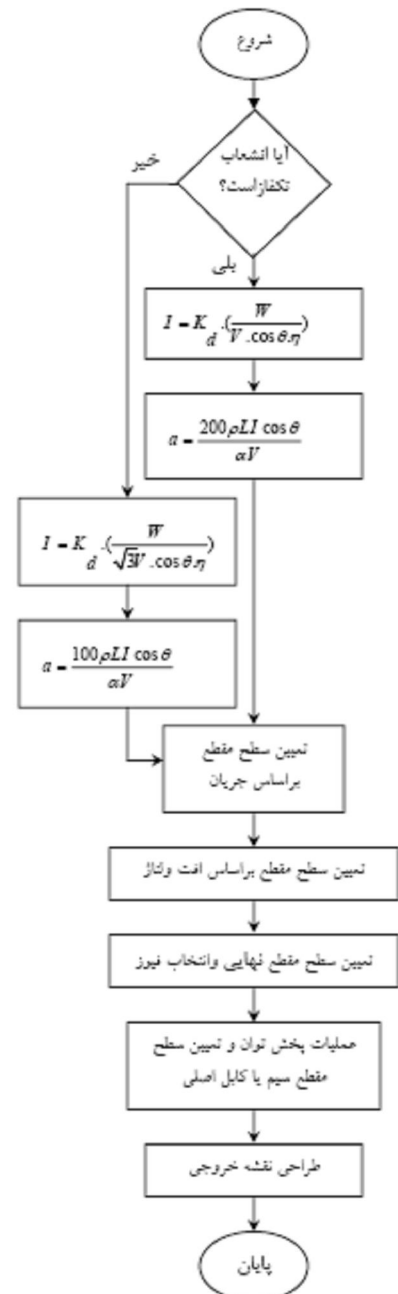 شروع
آیا انشعاب
تکفازاست؟
خیر
بلی
I = K_d .(W / V .cosθ.η)
a = 200ρLI cosθ / αV
I = K_d .(W / √3V .cosθ.η)
a = 100ρLI cosθ / αV
تعیین سطح مقطع
براساس جریان
تعیین سطح مقطع براساس افت ولتاژ
تعیین سطح مقطع نهایی وانتخاب فیوز
عملیات پخش توان و تعیین سطح
مقطع سیم یا کابل اصلی
طراحی نقشه خروجی
پایان